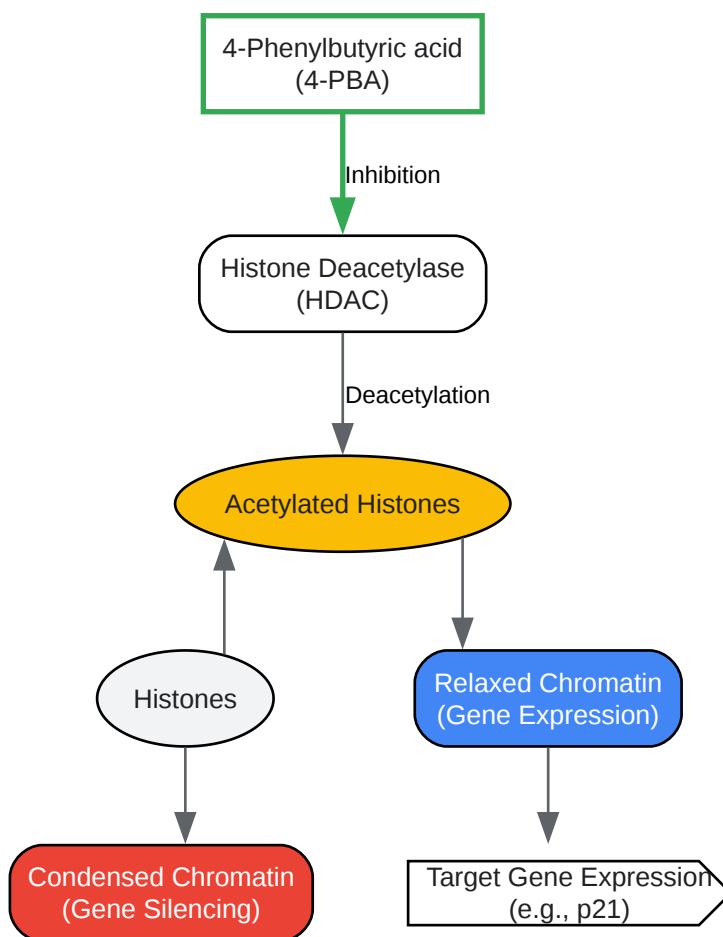 4-Phenylbutyric acid
(4-PBA)
Inhibition
Histone Deacetylase
(HDAC)
Deacetylation
Acetylated Histones
Histones
Relaxed Chromatin
(Gene Expression)
Condensed Chromatin
(Gene Silencing)
Target Gene Expression
(e.g., p21)